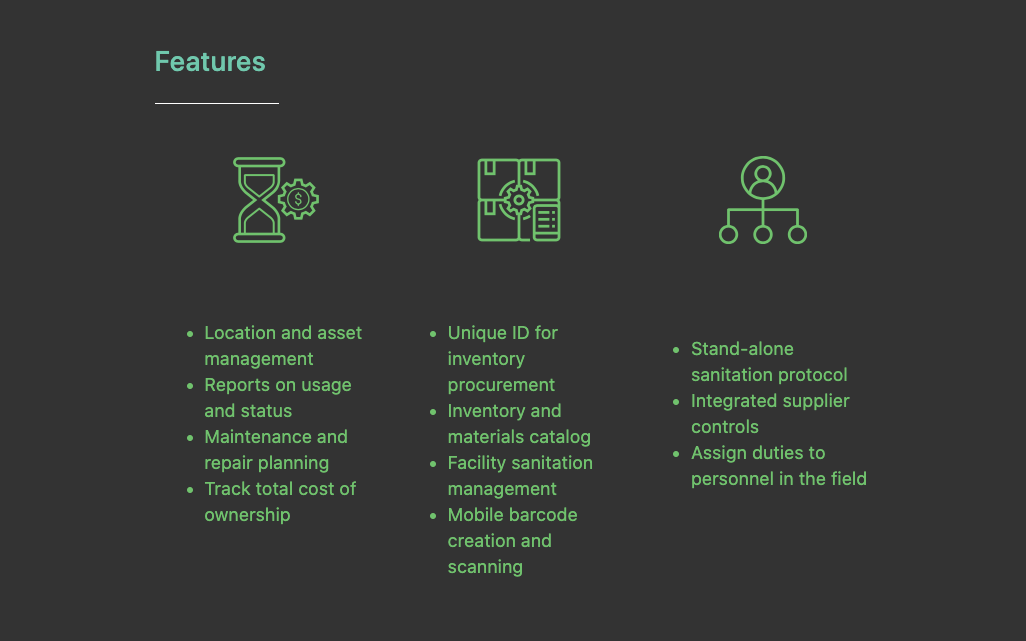 Features
$
Location and asset
management
Reports on usage
and status
Maintenance and
repair planning
Track total cost of
ownership
Unique ID for
inventory
procurement
Inventory and
materials catalog
Facility sanitation
management
Mobile barcode
creation and
scanning
Stand-alone
sanitation protocol
Integrated supplier
controls
Assign duties to
personnel in the field